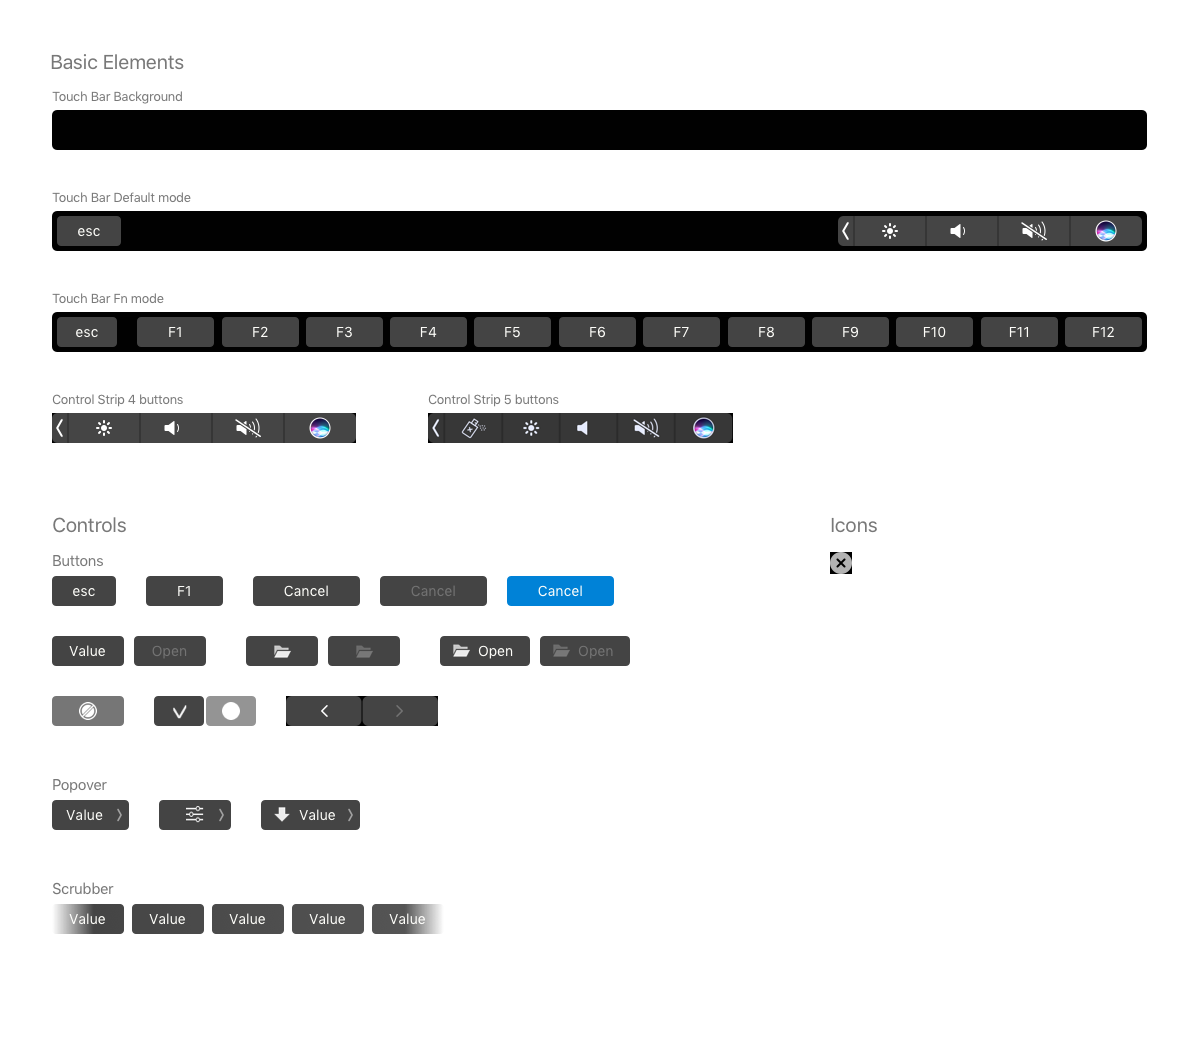 Basic Elements
Touch Bar Background
Touch Bar Default mode
esc
Touch Bar Fn mode
esc F1 F2 F3 F4 F5 F6 F7 F8 F9 F10 F11 F12
Control Strip 4 buttons Control Strip 5 buttons
Controls Icons
Buttons
esc F1 Cancel Cancel Cancel
Value Open Open Open
Popover
Value Value
Scrubber
Value Value Value Value Value